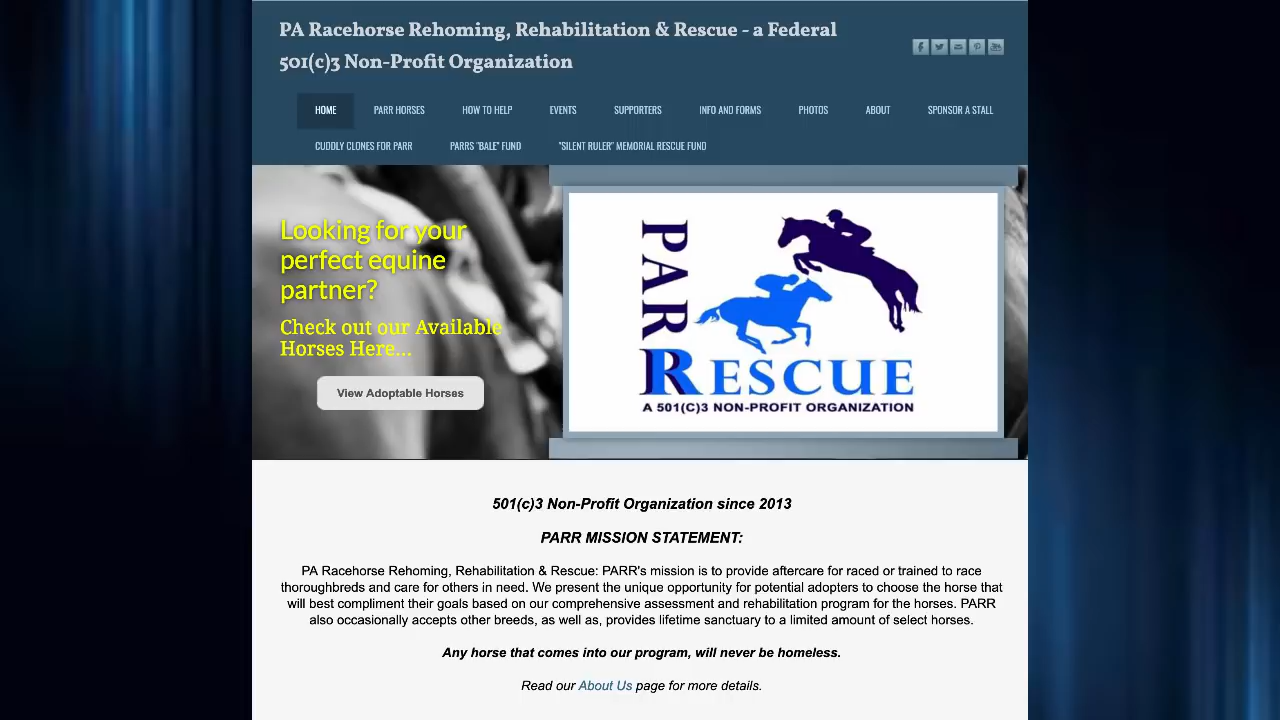 PA Racehorse Rehoming, Rehabilitation & Rescue - a Federal
501(c)3 Non-Profit Organization
HOME PARR HORSES HOW TO HELP EVENTS SUPPORTERS INFO AND FORMS PHOTOS ABOUT SPONSOR A STALL
CUDDLY CLONES FOR PARR PARRS "BALE" FUND "SILENT RULER" MEMORIAL RESCUE FUND
Looking for your
perfect equine
partner?
Check out our Available
Horses Here...
View Adoptable Horses
PAR
RESCUE
A 501(C)3 NON-PROFIT ORGANIZATION
501(c)3 Non-Profit Organization since 2013
PARR MISSION STATEMENT:
PA Racehorse Rehoming, Rehabilitation & Rescue: PARR's mission is to provide aftercare for raced or trained to race
thoroughbreds and care for others in need. We present the unique opportunity for potential adopters to choose the horse that
will best compliment their goals based on our comprehensive assessment and rehabilitation program for the horses. PARR
also occasionally accepts other breeds, as well as, provides lifetime sanctuary to a limited amount of select horses.
Any horse that comes into our program, will never be homeless.
Read our About Us page for more details.